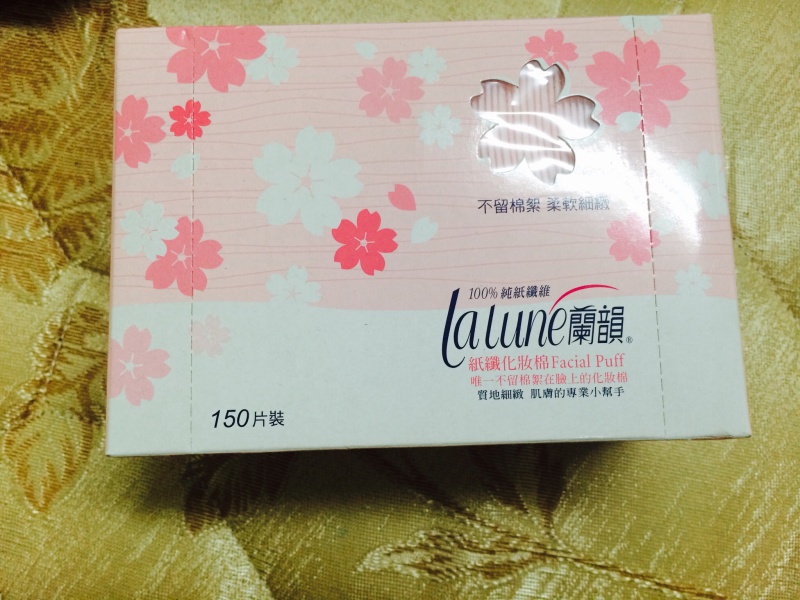 不留棉絮 柔軟細緻
100% 純紙纖維
lalune蘭韻®
紙纖化妝棉Facial Puff
唯一不留棉絮在臉上的化妝棉
質地細緻 肌膚的專業小幫手
150片裝